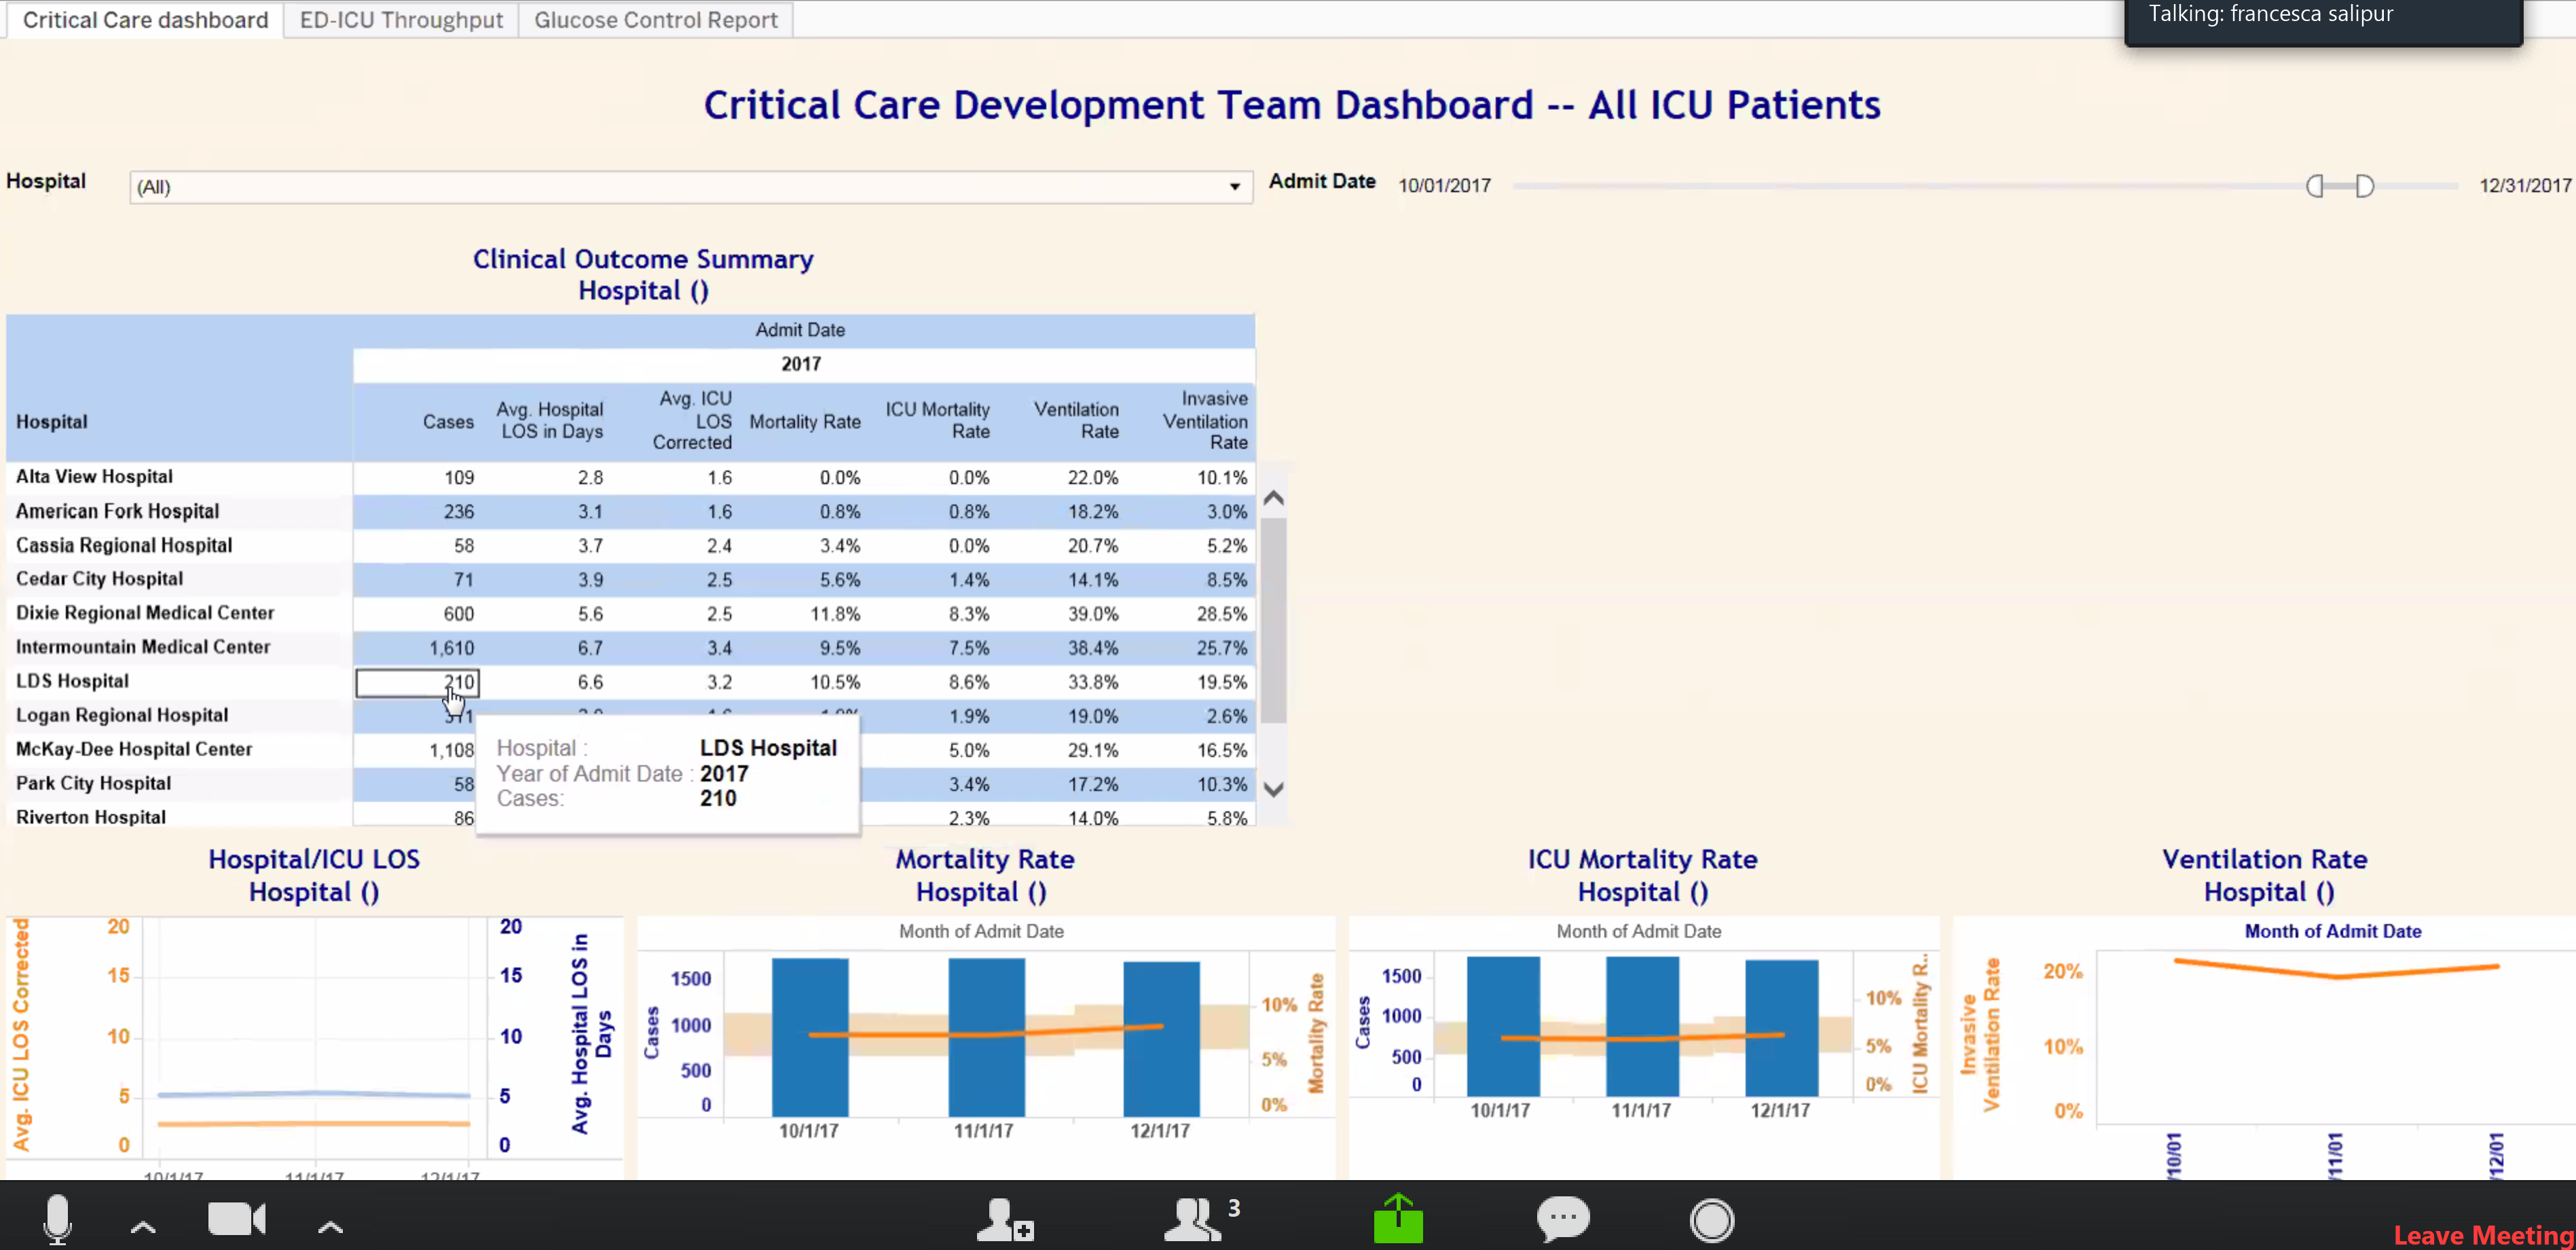 Critical Care dashboard ED-ICU Throughput Glucose Control Report
Talking: francesca salipur
Critical Care Development Team Dashboard -- All ICU Patients
Hospital (All) Admit Date 10/01/2017 12/31/2017
Clinical Outcome Summary
Hospital ()
Admit Date
2017
Hospital Cases Avg. Hospital LOS in Days Avg. ICU LOS Corrected Mortality Rate ICU Mortality Rate Ventilation Rate Invasive Ventilation Rate
Alta View Hospital 109 2.8 1.6 0.0% 0.0% 22.0% 10.1%
American Fork Hospital 236 3.1 1.6 0.8% 0.8% 18.2% 3.0%
Cassia Regional Hospital 58 3.7 2.4 3.4% 0.0% 20.7% 5.2%
Cedar City Hospital 71 3.9 2.5 5.6% 1.4% 14.1% 8.5%
Dixie Regional Medical Center 600 5.6 2.5 11.8% 8.3% 39.0% 28.5%
Intermountain Medical Center 1,610 6.7 3.4 9.5% 7.5% 38.4% 25.7%
LDS Hospital 210 6.6 3.2 10.5% 8.6% 33.8% 19.5%
Logan Regional Hospital 1.9% 19.0% 2.6%
McKay-Dee Hospital Center 1,108 5.0% 29.1% 16.5%
Park City Hospital 58 3.4% 17.2% 10.3%
Riverton Hospital 86 2.3% 14.0% 5.8%
Hospital : LDS Hospital
Year of Admit Date : 2017
Cases: 210
Hospital/ICU LOS
Hospital ()
Avg. ICU LOS Corrected
20
15
10
5
0
20
15
10
5
0
Avg. Hospital LOS in
Days
10/1/17 11/1/17 12/1/17
Mortality Rate
Hospital ()
Month of Admit Date
Cases
1500
1000
500
0
10%
5%
0%
Mortality Rate
10/1/17 11/1/17 12/1/17
ICU Mortality Rate
Hospital ()
Month of Admit Date
Cases
1500
1000
500
0
10%
5%
0%
ICU Mortality R..
10/1/17 11/1/17 12/1/17
Ventilation Rate
Hospital ()
Month of Admit Date
Invasive
Ventilation Rate
20%
10%
0%
/10/01 /11/01 /12/01
3
Leave Meeting